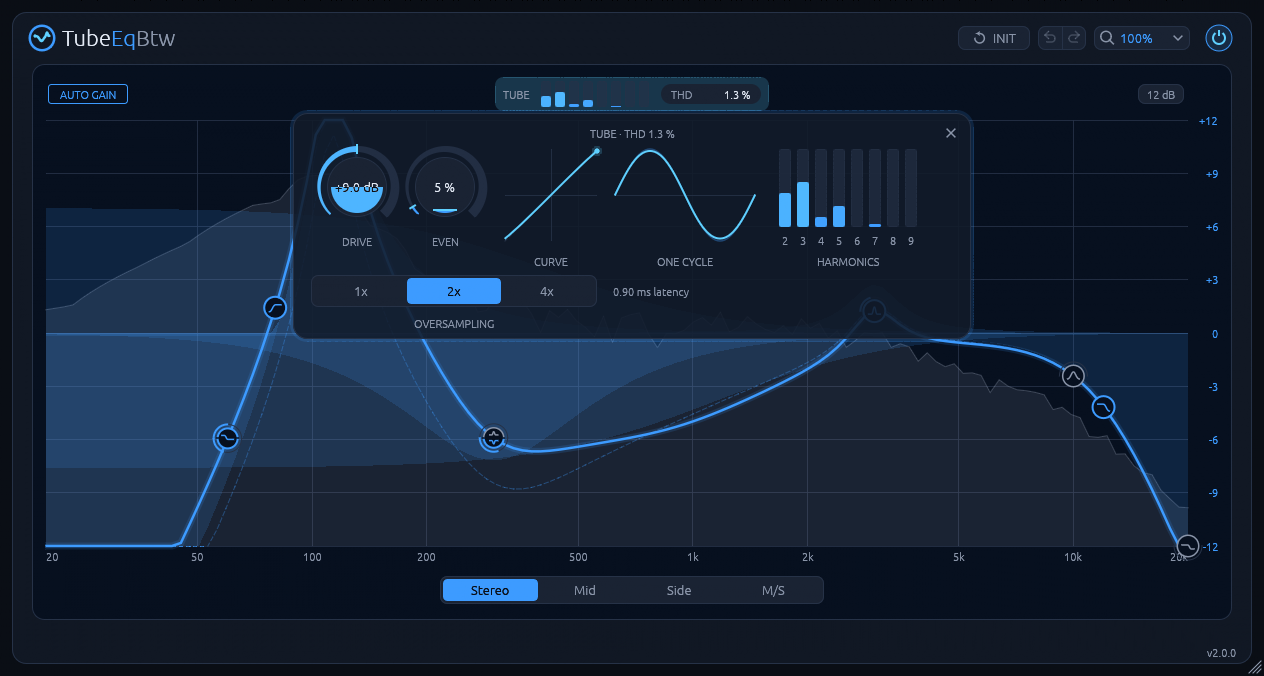 TubeEqBtw
INIT
100%
AUTO GAIN
TUBE
THD 1.3 %
12 dB
TUBE · THD 1.3 %
+9.0 dB
5 %
DRIVE
EVEN
CURVE
ONE CYCLE
2 3 4 5 6 7 8 9
HARMONICS
1x 2x 4x
0.90 ms latency
OVERSAMPLING
+12
+9
+6
+3
0
-3
-6
-9
-12
20 50 100 200 500 1k 2k 5k 10k 20k
Stereo Mid Side M/S
v2.0.0